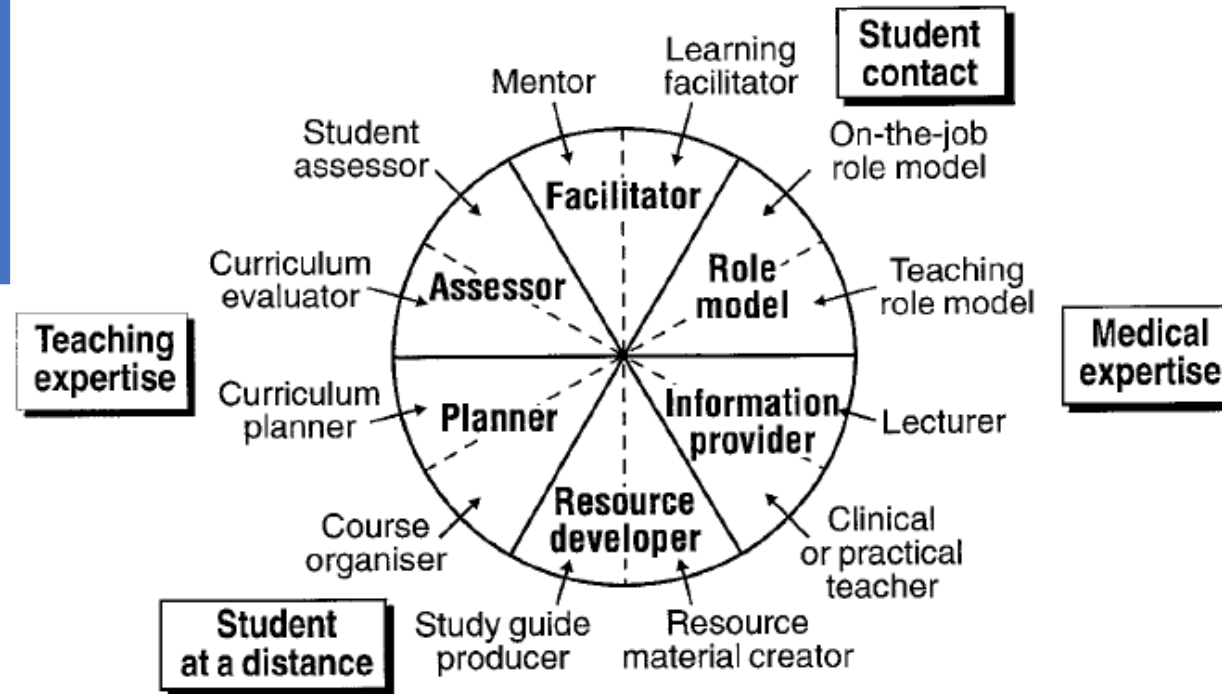 Student
contact
Learning
facilitator
Mentor
On-the-job
role model
Student
assessor
Facilitator
Role
model
Teaching
role model
Curriculum
evaluator
Assessor
Teaching
expertise
Medical
expertise
Curriculum
planner
Planner
Information
provider
Lecturer
Resource
developer
Clinical
or practical
teacher
Course
organiser
Student
at a distance
Study guide
producer
Resource
material creator